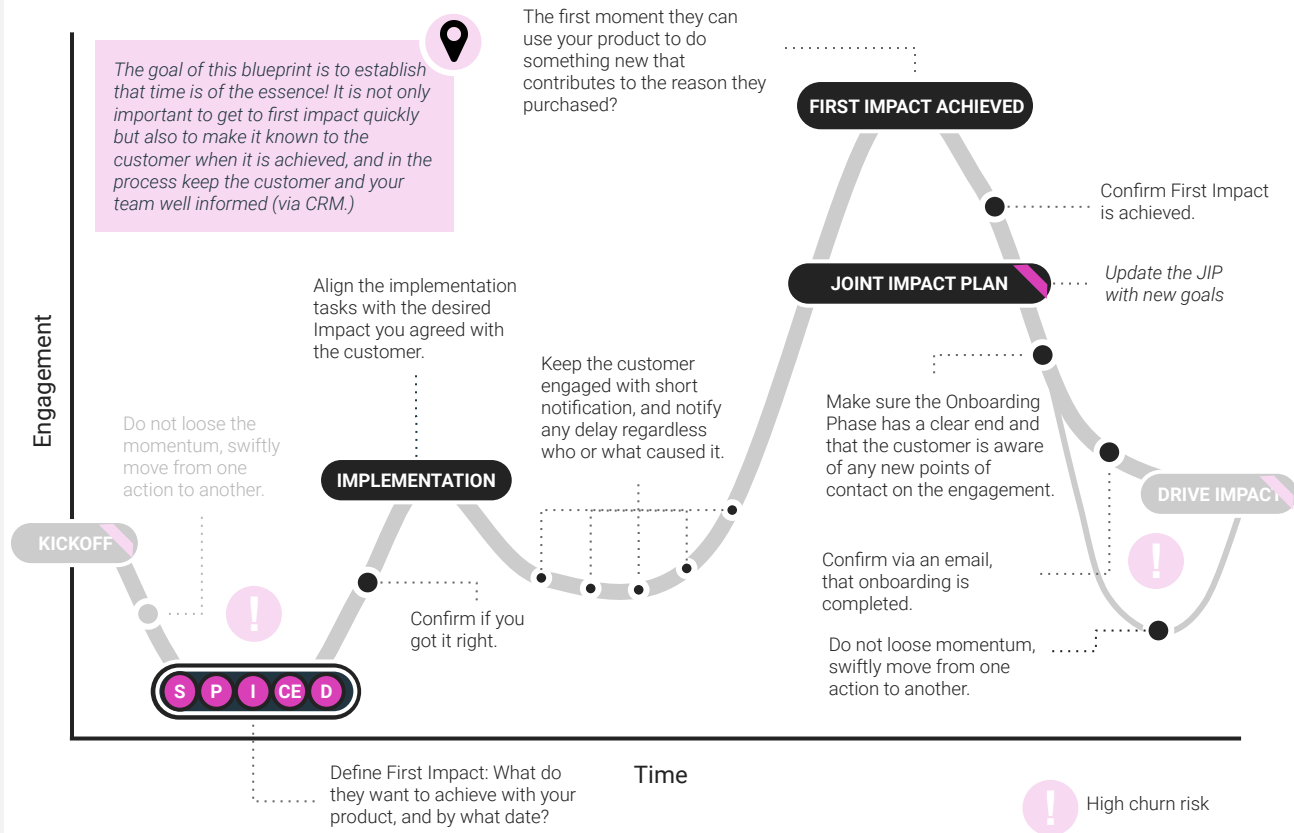 The goal of this blueprint is to establish
that time is of the essence! It is not only
important to get to first impact quickly
but also to make it known to the
customer when it is achieved, and in the
process keep the customer and your
team well informed (via CRM.)
The first moment they can
use your product to do
something new that
contributes to the reason they
purchased?
FIRST IMPACT ACHIEVED
Confirm First Impact
is achieved.
JOINT IMPACT PLAN
Update the JIP
with new goals
Align the implementation
tasks with the desired
Impact you agreed with
the customer.
Keep the customer
engaged with short
notification, and notify
any delay regardless
who or what caused it.
Engagement
Do not loose the
momentum, swiftly
move from one
action to another.
IMPLEMENTATION
Make sure the Onboarding
Phase has a clear end and
that the customer is aware
of any new points of
contact on the engagement.
DRIVE IMPACT
KICKOFF
!
!
Confirm via an email,
that onboarding is
completed.
Confirm if you
got it right.
Do not loose momentum,
swiftly move from one
action to another.
S P I CE D
Define First Impact: What do
they want to achieve with your
product, and by what date?
Time
! High churn risk